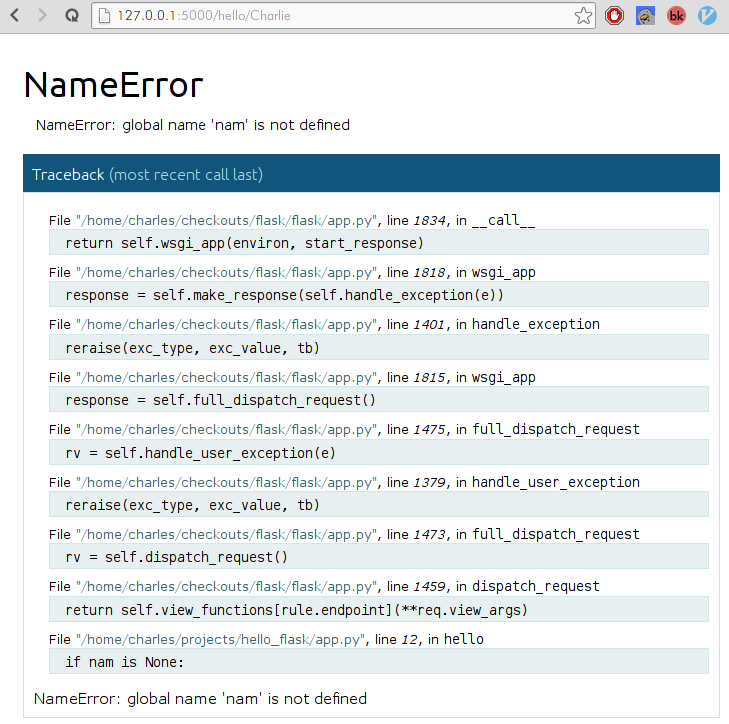 127.0.0.1:5000/hello/Charlie
bk
NameError
NameError: global name 'nam' is not defined
Traceback (most recent call last)
File "/home/charles/checkouts/flask/flask/app.py", line 1834, in __call__
return self.wsgi_app(environ, start_response)
File "/home/charles/checkouts/flask/flask/app.py", line 1818, in wsgi_app
response = self.make_response(self.handle_exception(e))
File "/home/charles/checkouts/flask/flask/app.py", line 1401, in handle_exception
reraise(exc_type, exc_value, tb)
File "/home/charles/checkouts/flask/flask/app.py", line 1815, in wsgi_app
response = self.full_dispatch_request()
File "/home/charles/checkouts/flask/flask/app.py", line 1475, in full_dispatch_request
rv = self.handle_user_exception(e)
File "/home/charles/checkouts/flask/flask/app.py", line 1379, in handle_user_exception
reraise(exc_type, exc_value, tb)
File "/home/charles/checkouts/flask/flask/app.py", line 1473, in full_dispatch_request
rv = self.dispatch_request()
File "/home/charles/checkouts/flask/flask/app.py", line 1459, in dispatch_request
return self.view_functions[rule.endpoint](**req.view_args)
File "/home/charles/projects/hello_flask/app.py", line 12, in hello
if nam is None:
NameError: global name 'nam' is not defined